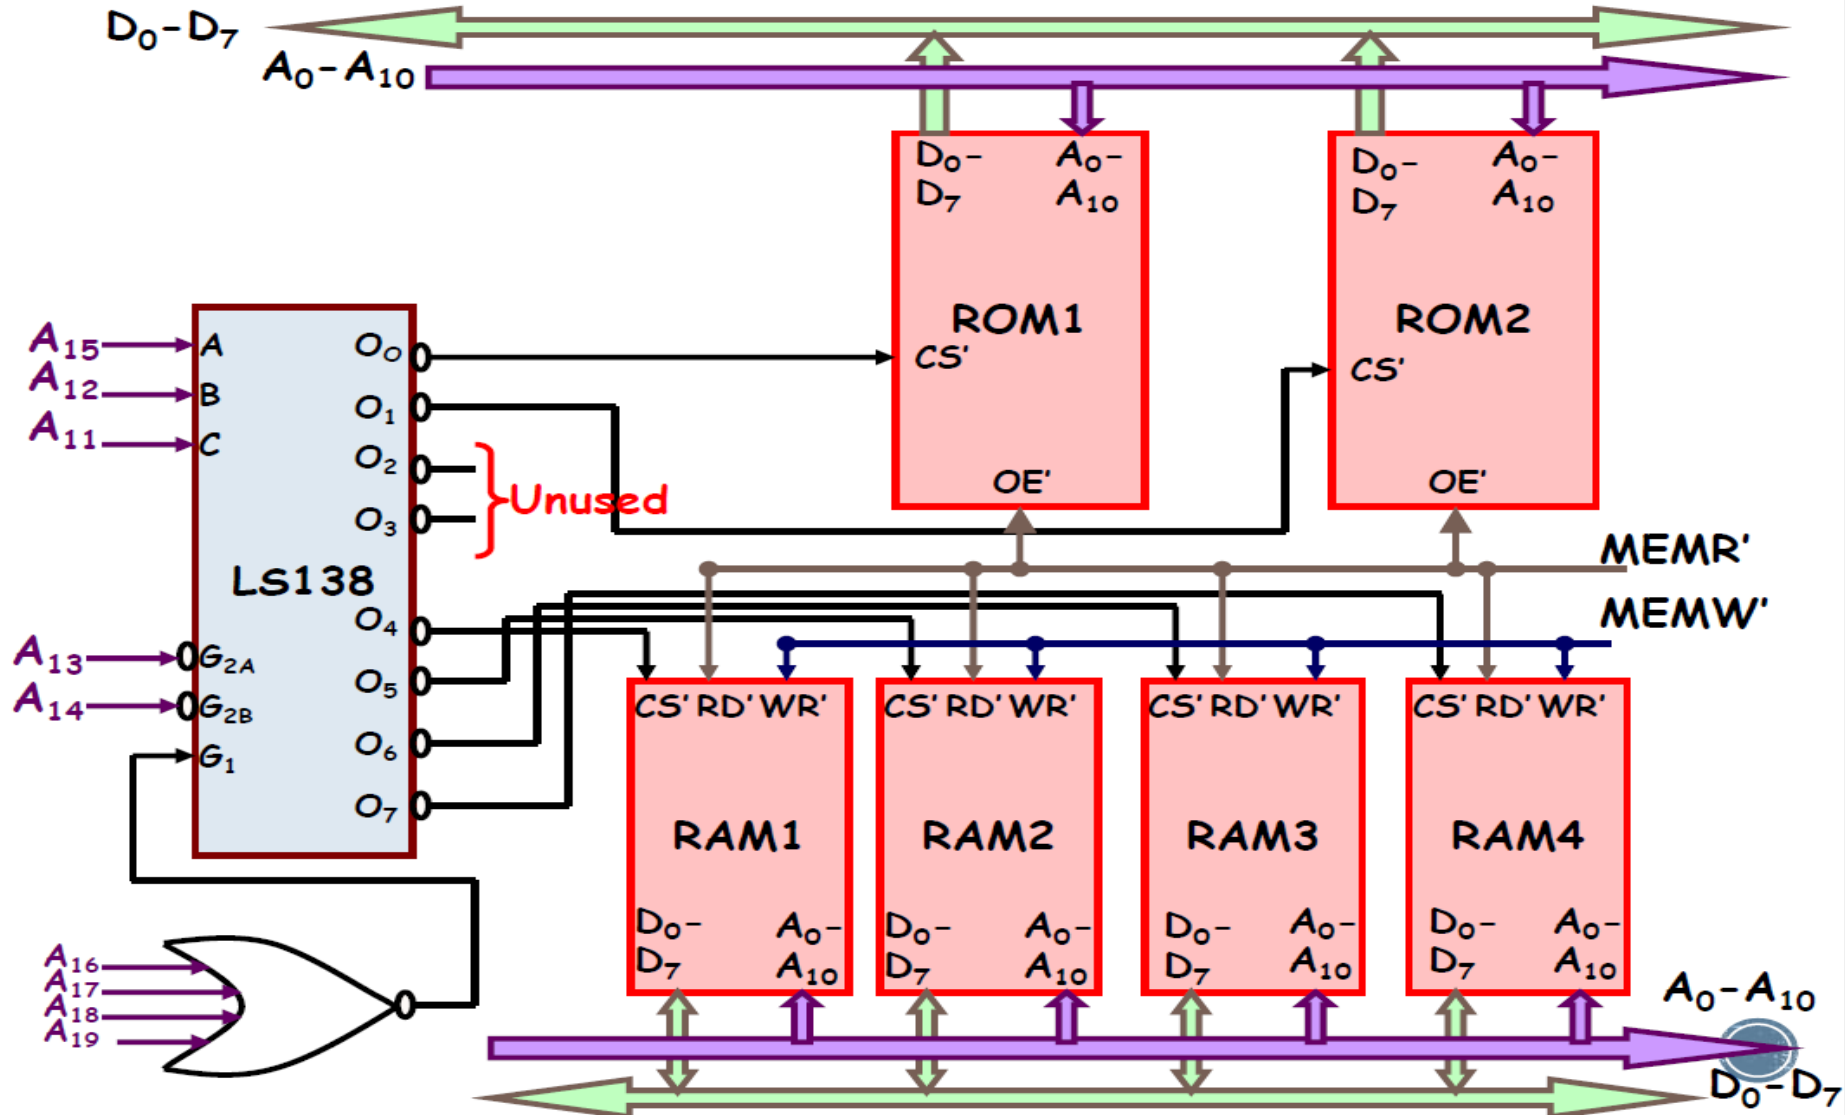 D₀-D₇
A₀-A₁₀
D₀- A₀-
D₇ A₁₀
ROM1
CS'
OE'
D₀- A₀-
D₇ A₁₀
ROM2
CS'
OE'
A₁₅ A O₀
A₁₂ B O₁
A₁₁ C O₂
O₃
Unused
LS138
O₄
A₁₃ G₂A O₅
A₁₄ G₂B O₆
G₁ O₇
MEMR'
MEMW'
CS' RD' WR'
RAM1
D₀- A₀-
D₇ A₁₀
CS' RD' WR'
RAM2
D₀- A₀-
D₇ A₁₀
CS' RD' WR'
RAM3
D₀- A₀-
D₇ A₁₀
CS' RD' WR'
RAM4
D₀- A₀-
D₇ A₁₀
A₁₆
A₁₇
A₁₈
A₁₉
A₀-A₁₀
D₀-D₇